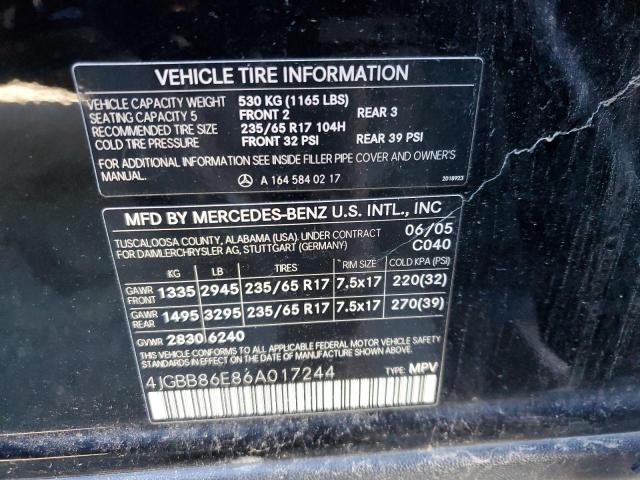 VEHICLE TIRE INFORMATION
VEHICLE CAPACITY WEIGHT 530 KG (1165 LBS)
SEATING CAPACITY 5 FRONT 2 REAR 3
RECOMMENDED TIRE SIZE 235/65 R17 104H
COLD TIRE PRESSURE FRONT 32 PSI REAR 39 PSI
FOR ADDITIONAL INFORMATION SEE INSIDE FILLER PIPE COVER AND OWNER'S
MANUAL.
A 164 584 02 17 2018923
MFD BY MERCEDES-BENZ U.S. INTL., INC
TUSCALOOSA COUNTY, ALABAMA (USA). UNDER CONTRACT 06/05
FOR DAIMLERCHRYSLER AG, STUTTGART (GERMANY) C040
KG LB TIRES RIM SIZE COLD KPA (PSI)
GAWR FRONT 1335 2945 235/65 R17 7.5x17 220(32)
GAWR REAR 1495 3295 235/65 R17 7.5x17 270(39)
GVWR 2830 6240
THIS VEHICLE CONFORMS TO ALL APPLICABLE FEDERAL MOTOR VEHICLE SAFETY
STANDARDS IN EFFECT ON THE DATE OF MANUFACTURE SHOWN ABOVE.
4JGBB86E86A017244 TYPE: MPV